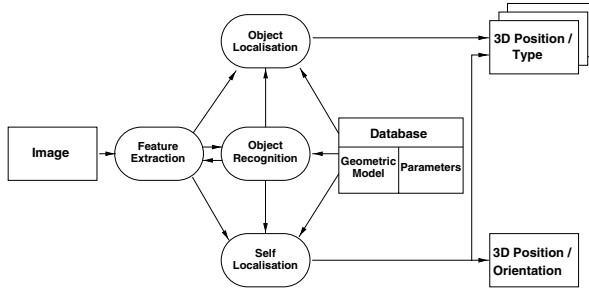 Object
Localisation
3D Position /
Type
Image
Feature
Extraction
Object
Recognition
Database
Geometric
Model
Parameters
Self
Localisation
3D Position /
Orientation